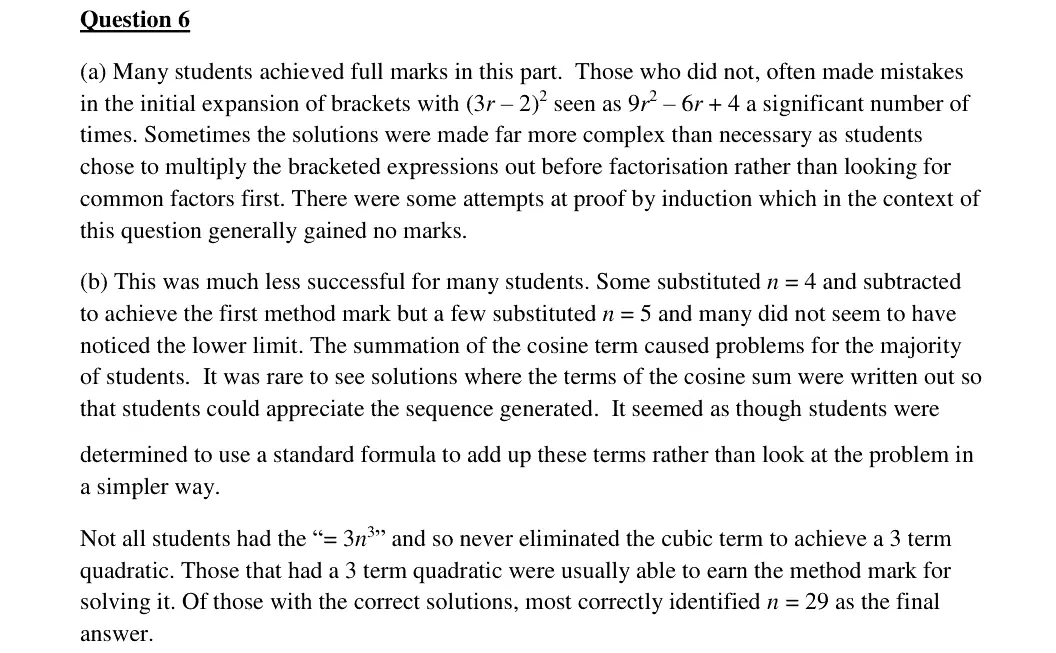 Question 6
(a) Many students achieved full marks in this part.  Those who did not, often made mistakes
in the initial expansion of brackets with (3r – 2)² seen as 9r² – 6r + 4 a significant number of
times. Sometimes the solutions were made far more complex than necessary as students
chose to multiply the bracketed expressions out before factorisation rather than looking for
common factors first. There were some attempts at proof by induction which in the context of
this question generally gained no marks.
(b) This was much less successful for many students. Some substituted n = 4 and subtracted
to achieve the first method mark but a few substituted n = 5 and many did not seem to have
noticed the lower limit. The summation of the cosine term caused problems for the majority
of students.  It was rare to see solutions where the terms of the cosine sum were written out so
that students could appreciate the sequence generated.  It seemed as though students were
determined to use a standard formula to add up these terms rather than look at the problem in
a simpler way.
Not all students had the “= 3n³” and so never eliminated the cubic term to achieve a 3 term
quadratic. Those that had a 3 term quadratic were usually able to earn the method mark for
solving it. Of those with the correct solutions, most correctly identified n = 29 as the final
answer.